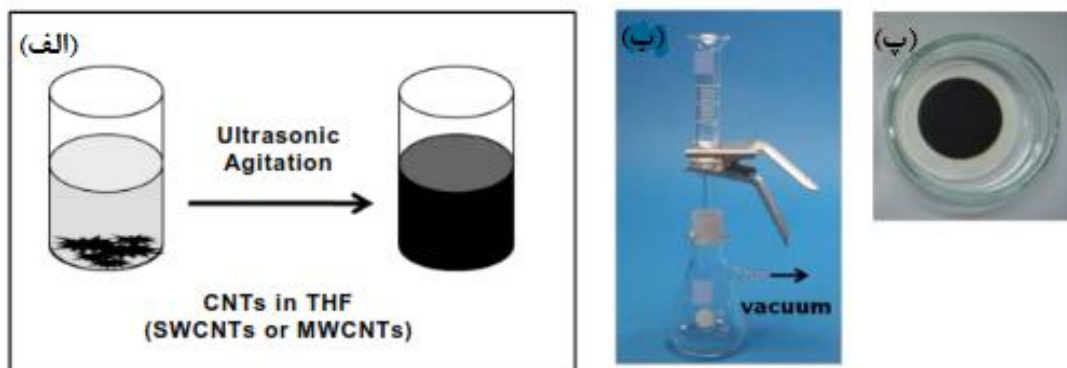 (الف)
Ultrasonic
Agitation
CNTs in THF
(SWCNTs or MWCNTs)
(ب)
vacuum
(پ)